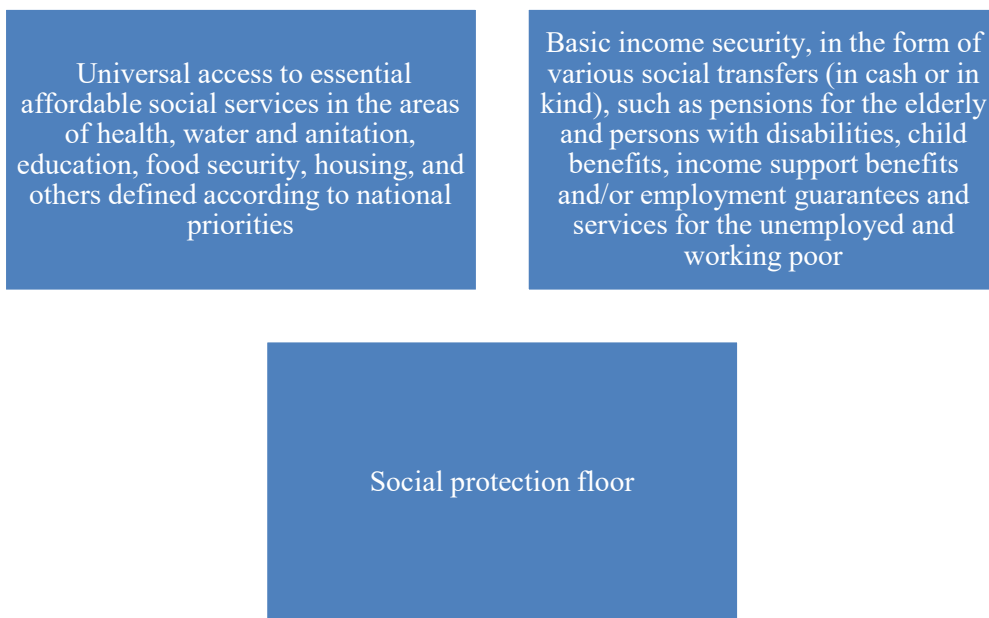 Universal access to essential
affordable social services in the areas
of health, water and anitation,
education, food security, housing, and
others defined according to national
priorities
Basic income security, in the form of
various social transfers (in cash or in
kind), such as pensions for the elderly
and persons with disabilities, child
benefits, income support benefits
and/or employment guarantees and
services for the unemployed and
working poor
Social protection floor